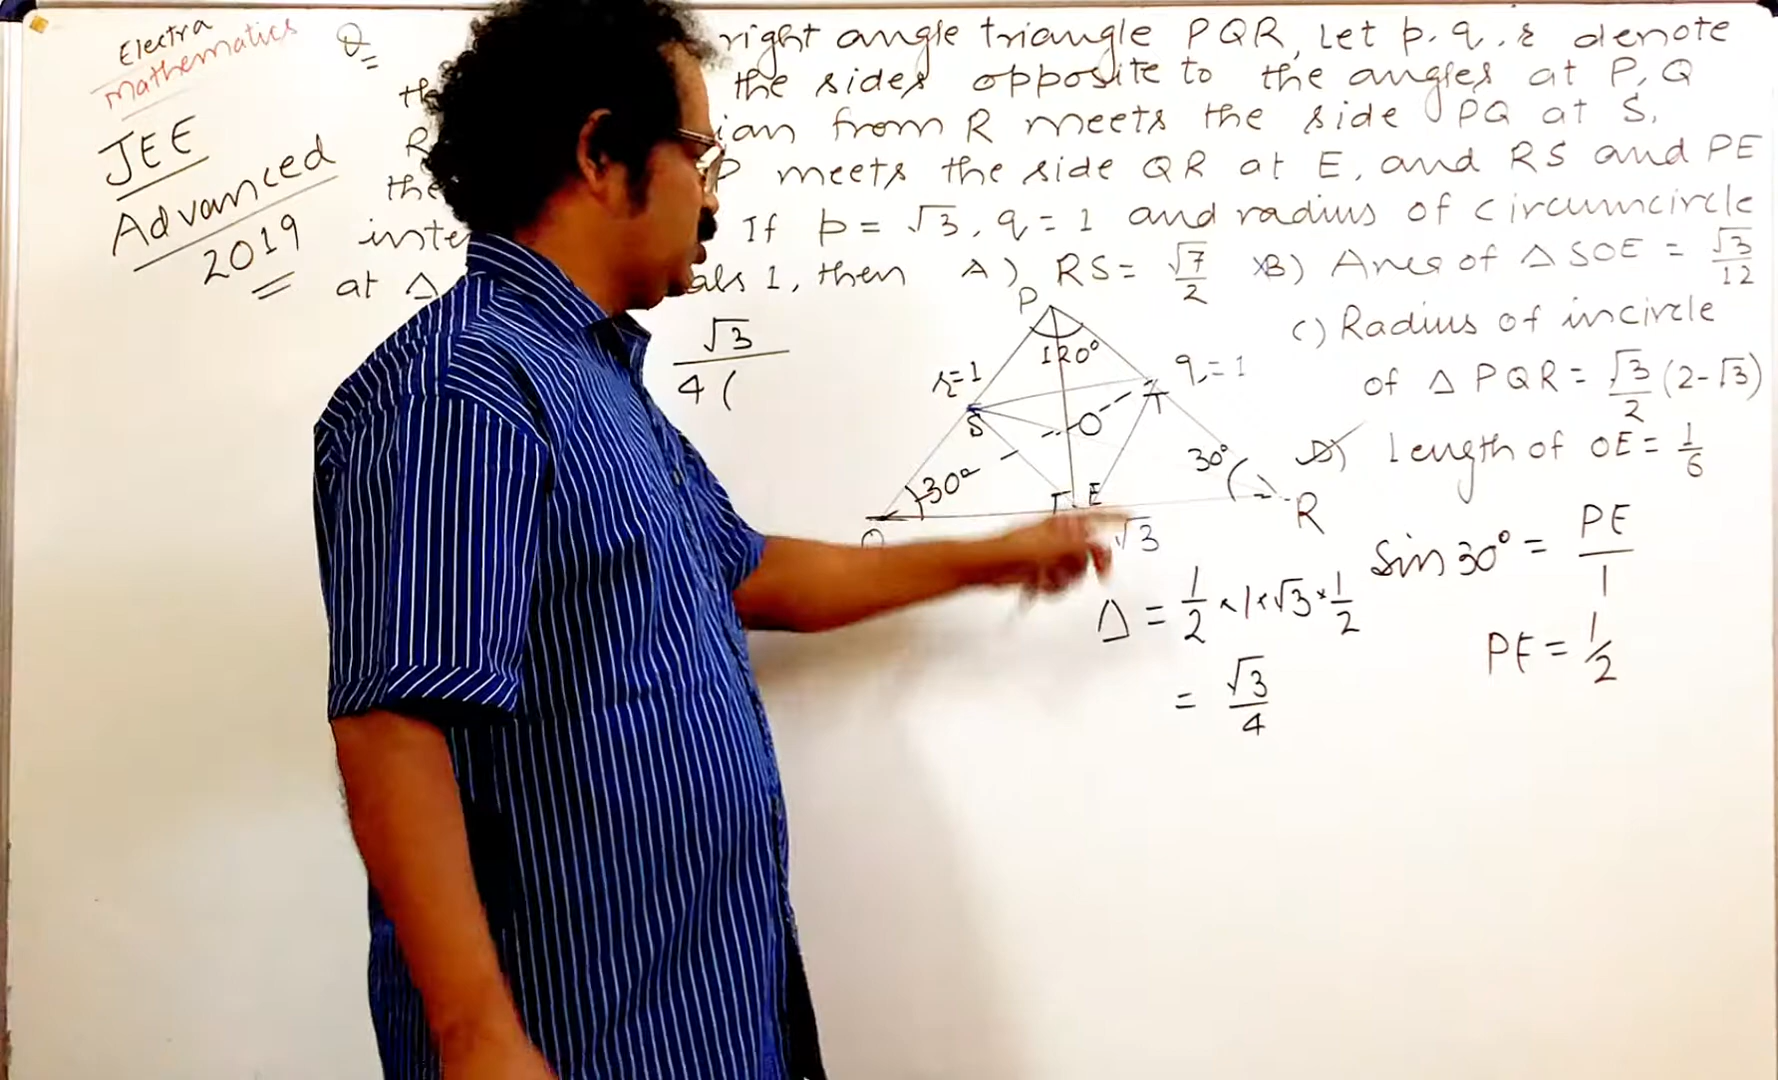 Electra
Mathematics
JEE
Advanced
2019
Q
right angle triangle PQR, Let p, q, r denote
the sides opposite to the angles at P, Q
R
ian from R meets the side PQ at S,
the
P meets the side QR at E, and RS and PE
inte
If p = √3, q = 1 and radius of circumcircle
at Δ
als 1, then A) RS = √7/2 ×B) Area of Δ SOE = √3/12
C) Radius of incircle
of Δ PQR = √3/2 (2-√3)
D) Length of OE = 1/6
√3
4 (
P
120°
r=1
q=1
S
O
T
30°
30°
E
R
√3
Sin 30° = PE/1
PE = 1/2
Δ = 1/2 × 1 × √3 × 1/2
= √3/4